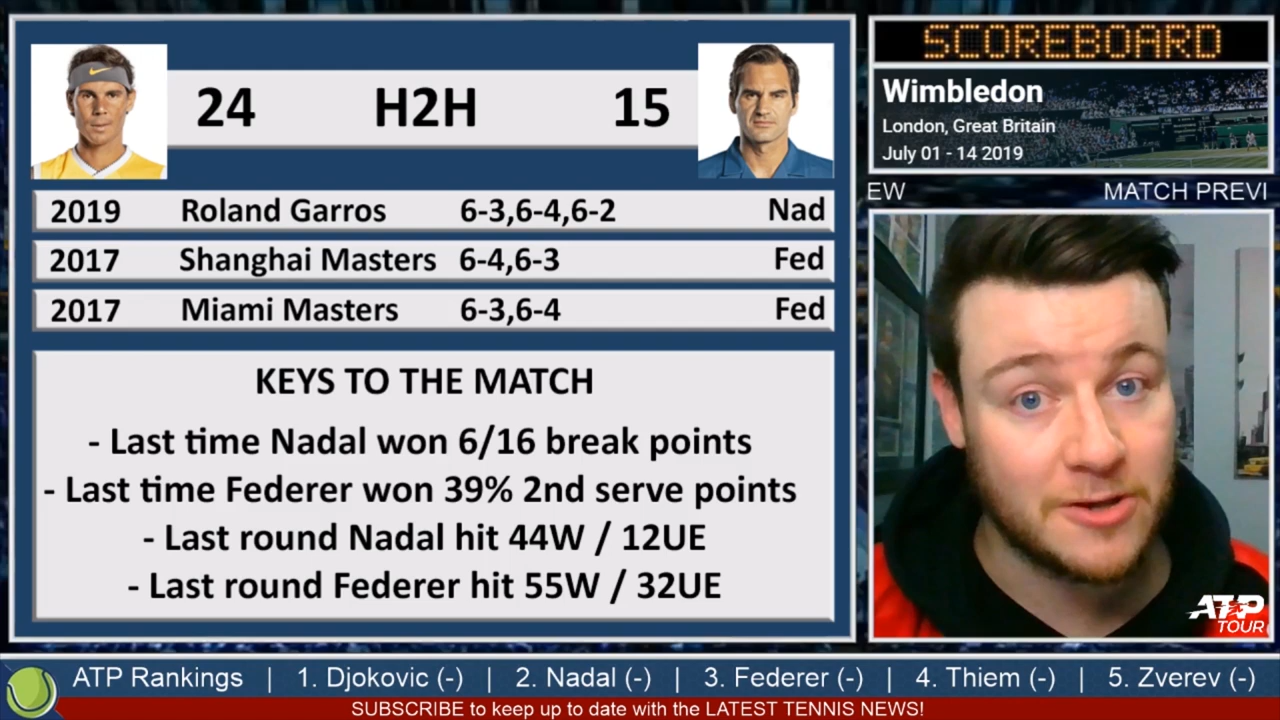 24 H2H 15
2019 Roland Garros 6-3,6-4,6-2 Nad
2017 Shanghai Masters 6-4,6-3 Fed
2017 Miami Masters 6-3,6-4 Fed
KEYS TO THE MATCH
- Last time Nadal won 6/16 break points
- Last time Federer won 39% 2nd serve points
- Last round Nadal hit 44W / 12UE
- Last round Federer hit 55W / 32UE
SCOREBOARD
Wimbledon
London, Great Britain
July 01 - 14 2019
EW MATCH PREVI
ATP
TOUR
ATP Rankings | 1. Djokovic (-) | 2. Nadal (-) | 3. Federer (-) | 4. Thiem (-) | 5. Zverev (-)
SUBSCRIBE to keep up to date with the LATEST TENNIS NEWS!